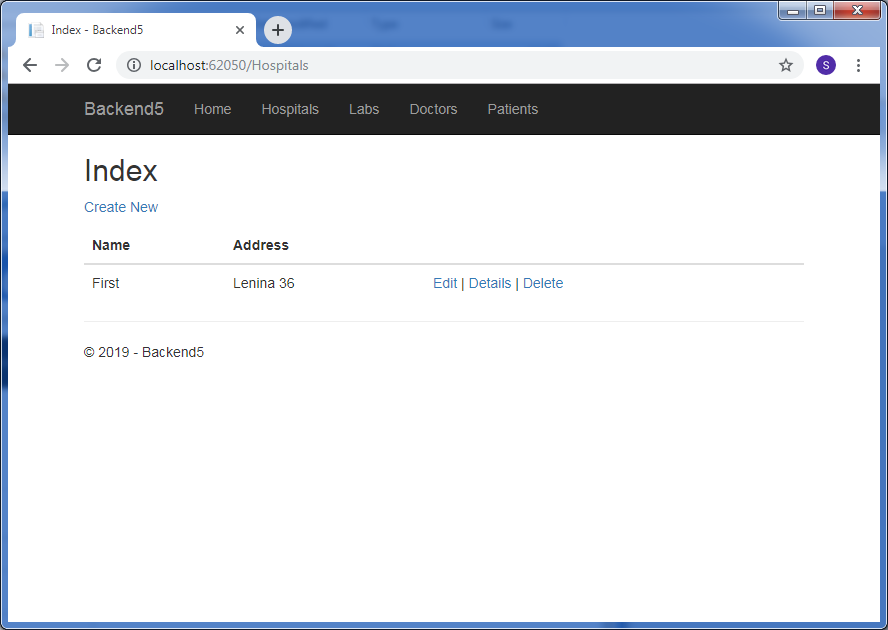 Index - Backend5
localhost:62050/Hospitals
S
Backend5 Home Hospitals Labs Doctors Patients
Index
Create New
Name Address
First Lenina 36 Edit | Details | Delete
© 2019 - Backend5